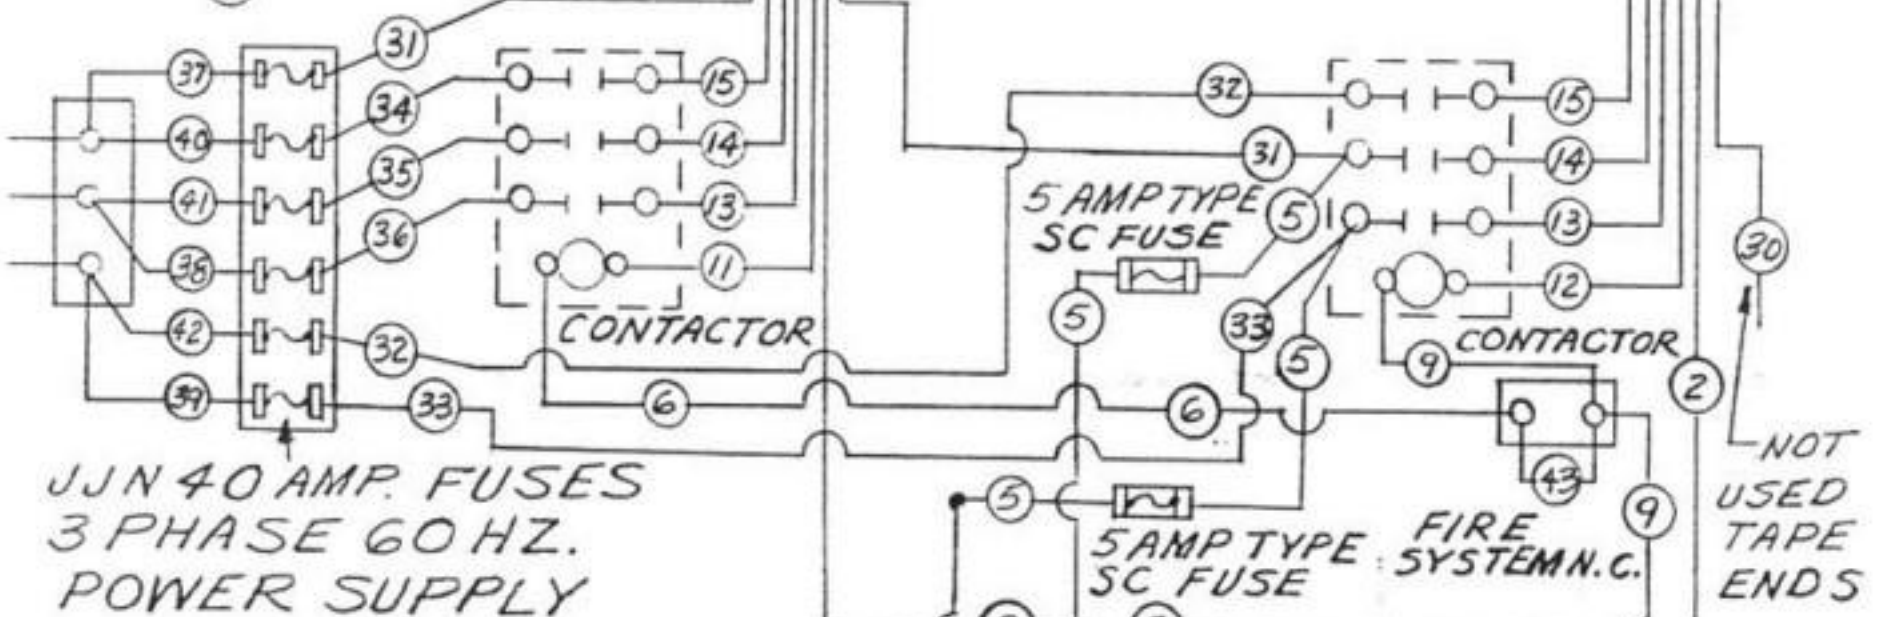 37
31
15
40
34
14
41
35
13
38
36
11
42
32
CONTACTOR
39
33
6
JJN 40 AMP. FUSES
3 PHASE 60 HZ.
POWER SUPPLY
32
15
31
14
5 AMP TYPE
SC FUSE
5
13
30
5
33
12
5
9
CONTACTOR
2
6
43
5
9
5 AMP TYPE
SC FUSE
FIRE
SYSTEM N.C.
NOT
USED
TAPE
ENDS